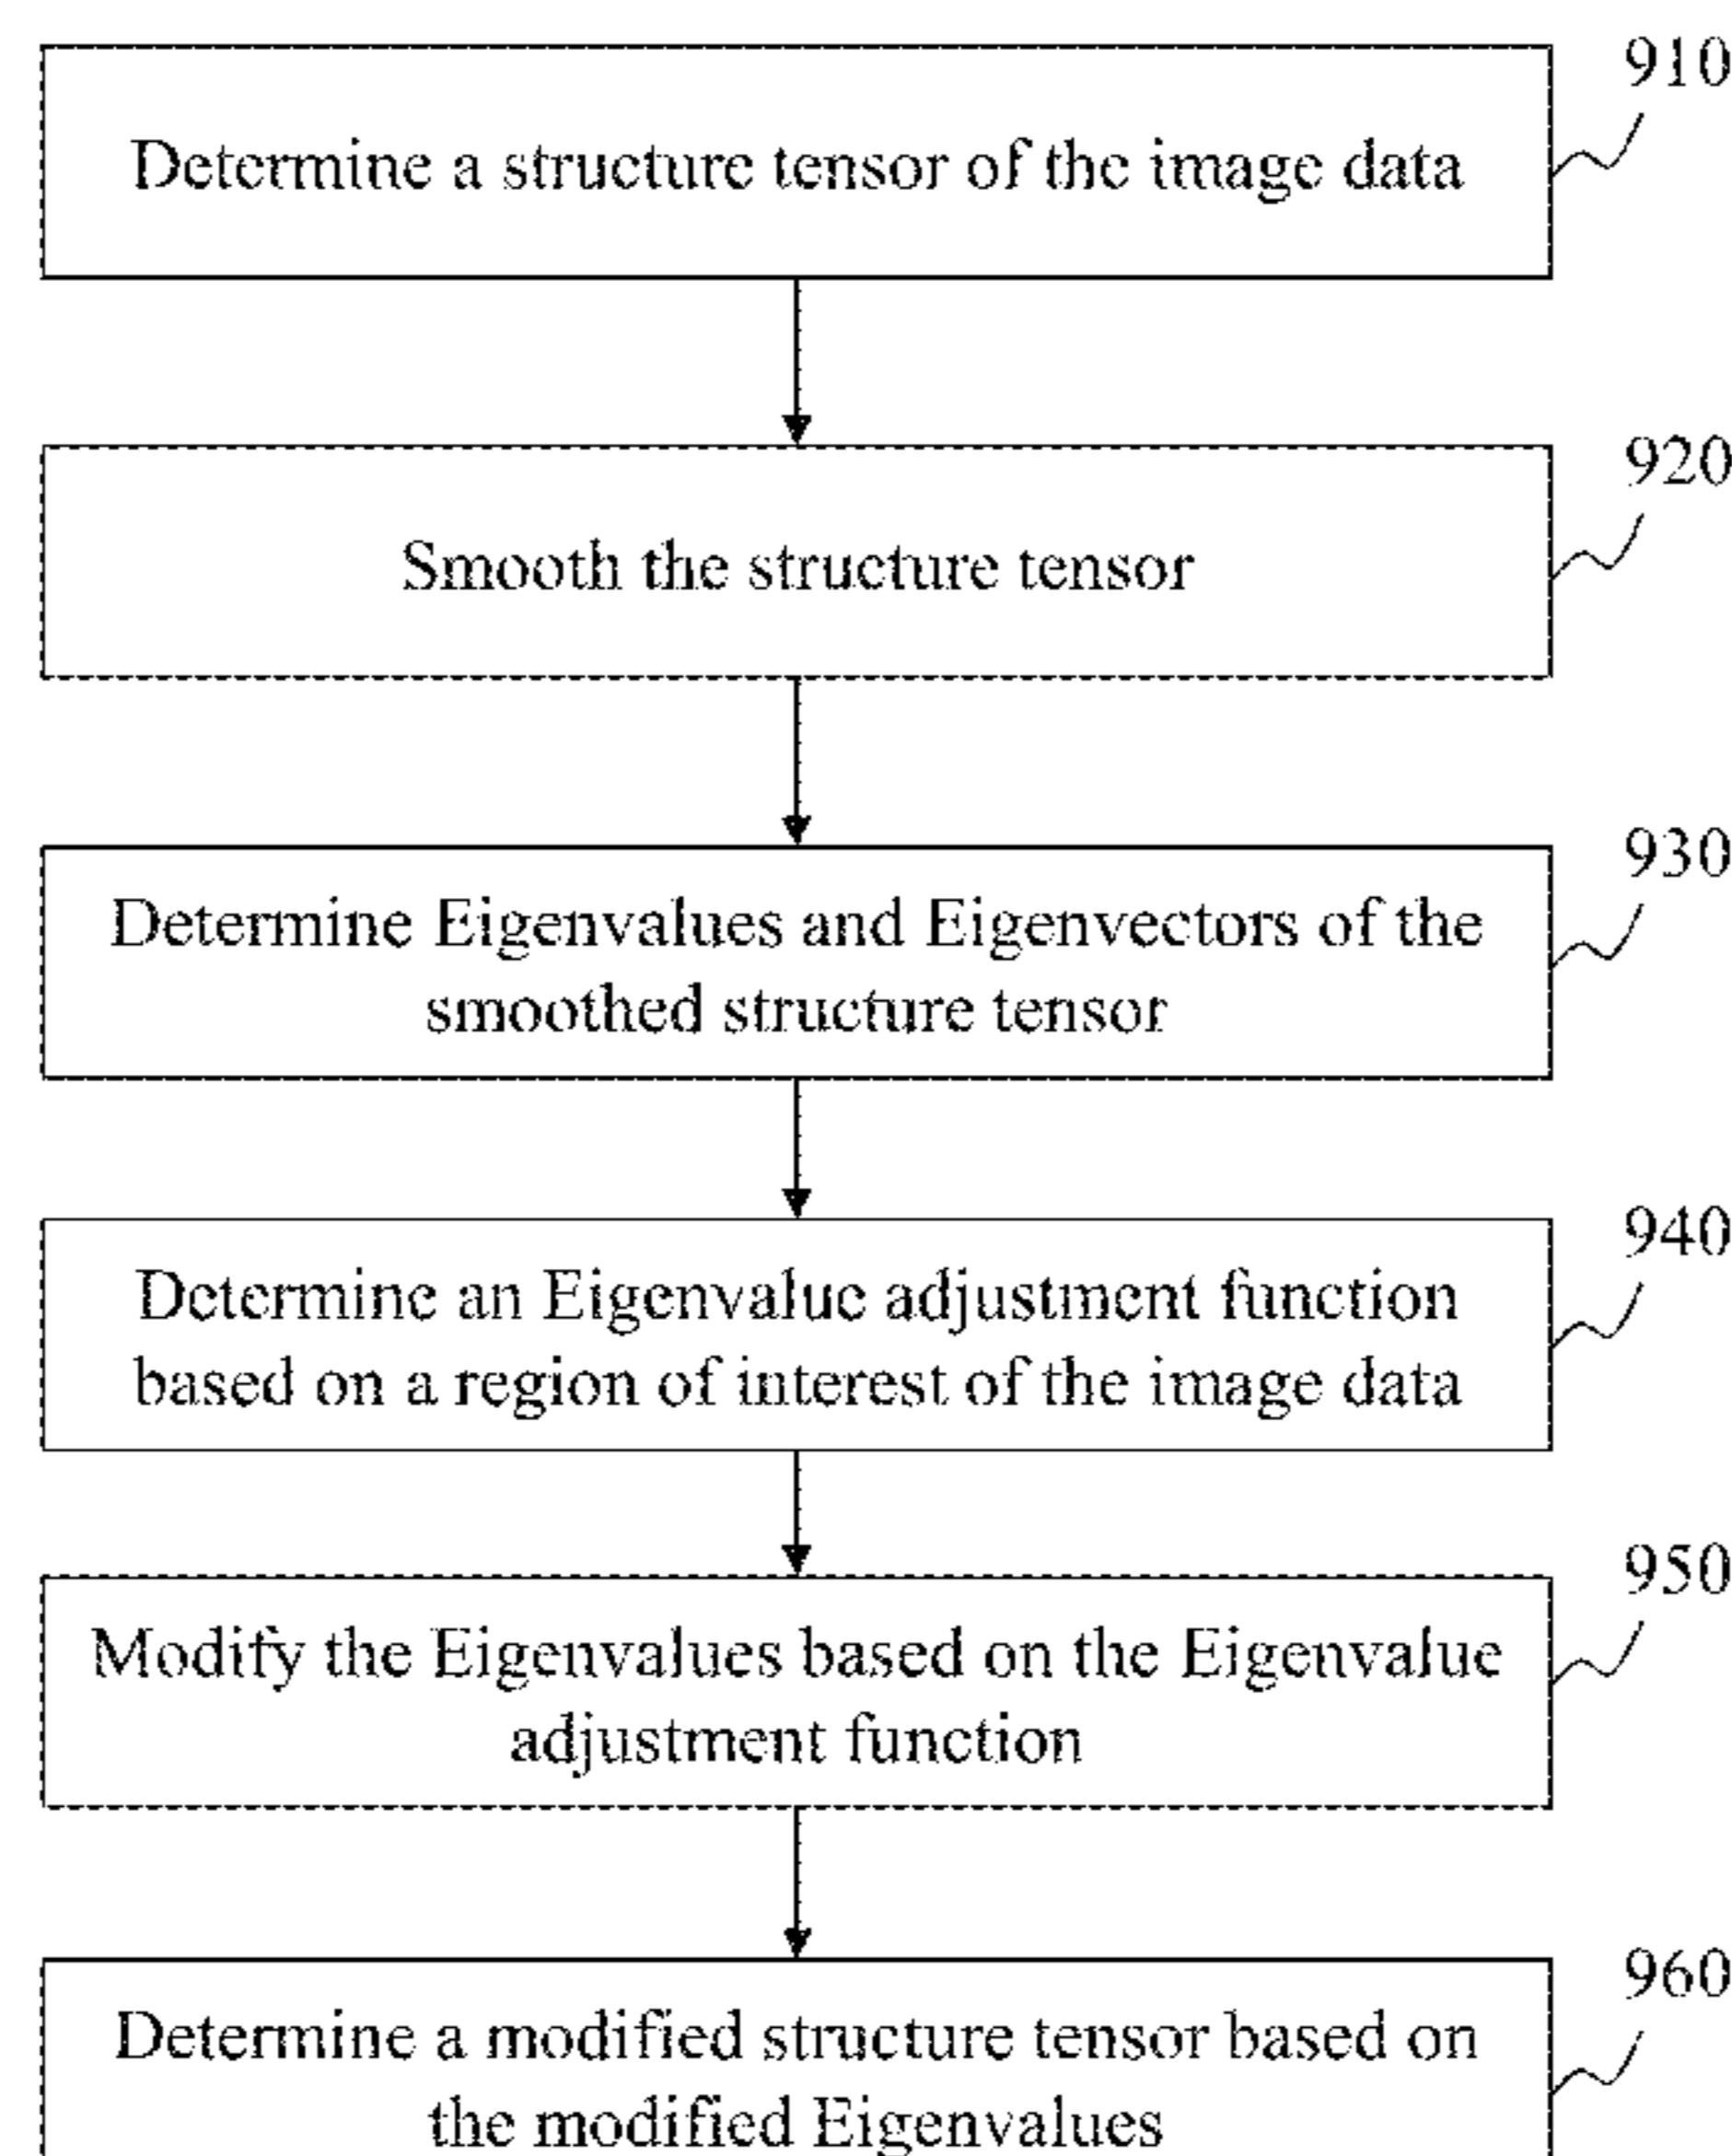 910
Determine a structure tensor of the image data
920
Smooth the structure tensor
930
Determine Eigenvalues and Eigenvectors of the
smoothed structure tensor
940
Determine an Eigenvalue adjustment function
based on a region of interest of the image data
950
Modify the Eigenvalues based on the Eigenvalue
adjustment function
960
Determine a modified structure tensor based on
the modified Eigenvalues